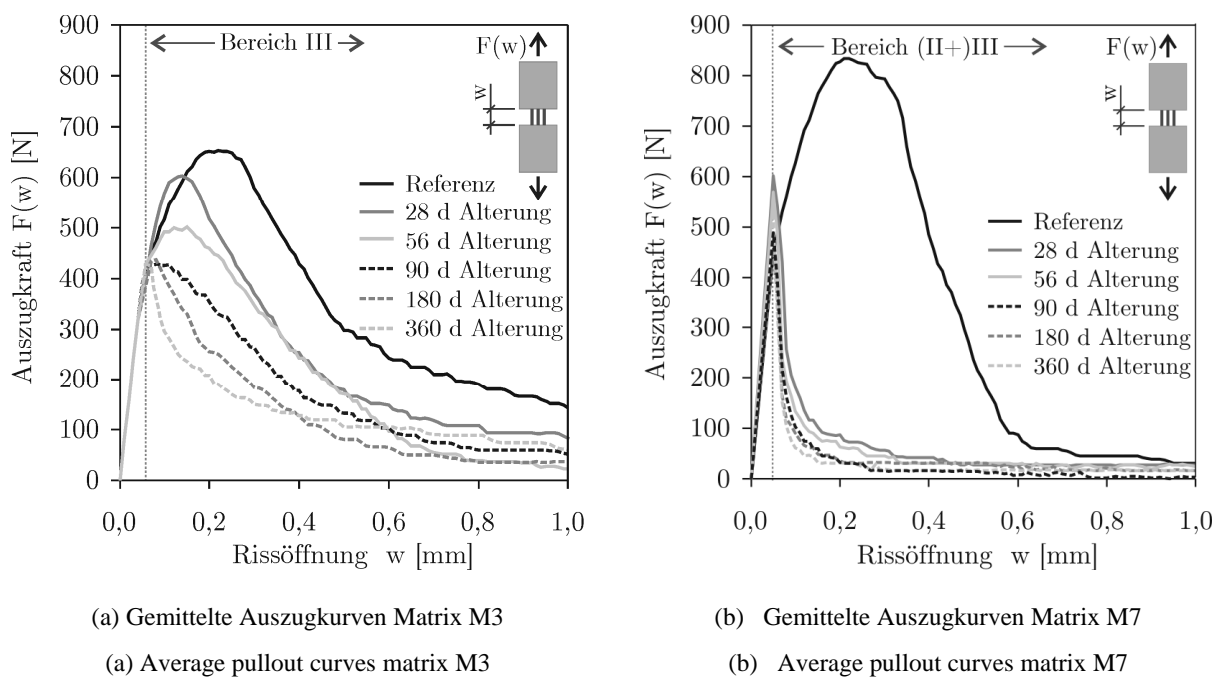 900
800
700
600
500
400
300
200
100
0
Auszugkraft F(w) [N]
Bereich III
F(w)
w
Referenz
28 d Alterung
56 d Alterung
90 d Alterung
180 d Alterung
360 d Alterung
0,0 0,2 0,4 0,6 0,8 1,0
Rissöffnung w [mm]
(a) Gemittelte Auszugkurven Matrix M3
(a) Average pullout curves matrix M3
900
800
700
600
500
400
300
200
100
0
Auszugkraft F(w) [N]
Bereich (II+)III
F(w)
w
Referenz
28 d Alterung
56 d Alterung
90 d Alterung
180 d Alterung
360 d Alterung
0,0 0,2 0,4 0,6 0,8 1,0
Rissöffnung w [mm]
(b) Gemittelte Auszugkurven Matrix M7
(b) Average pullout curves matrix M7